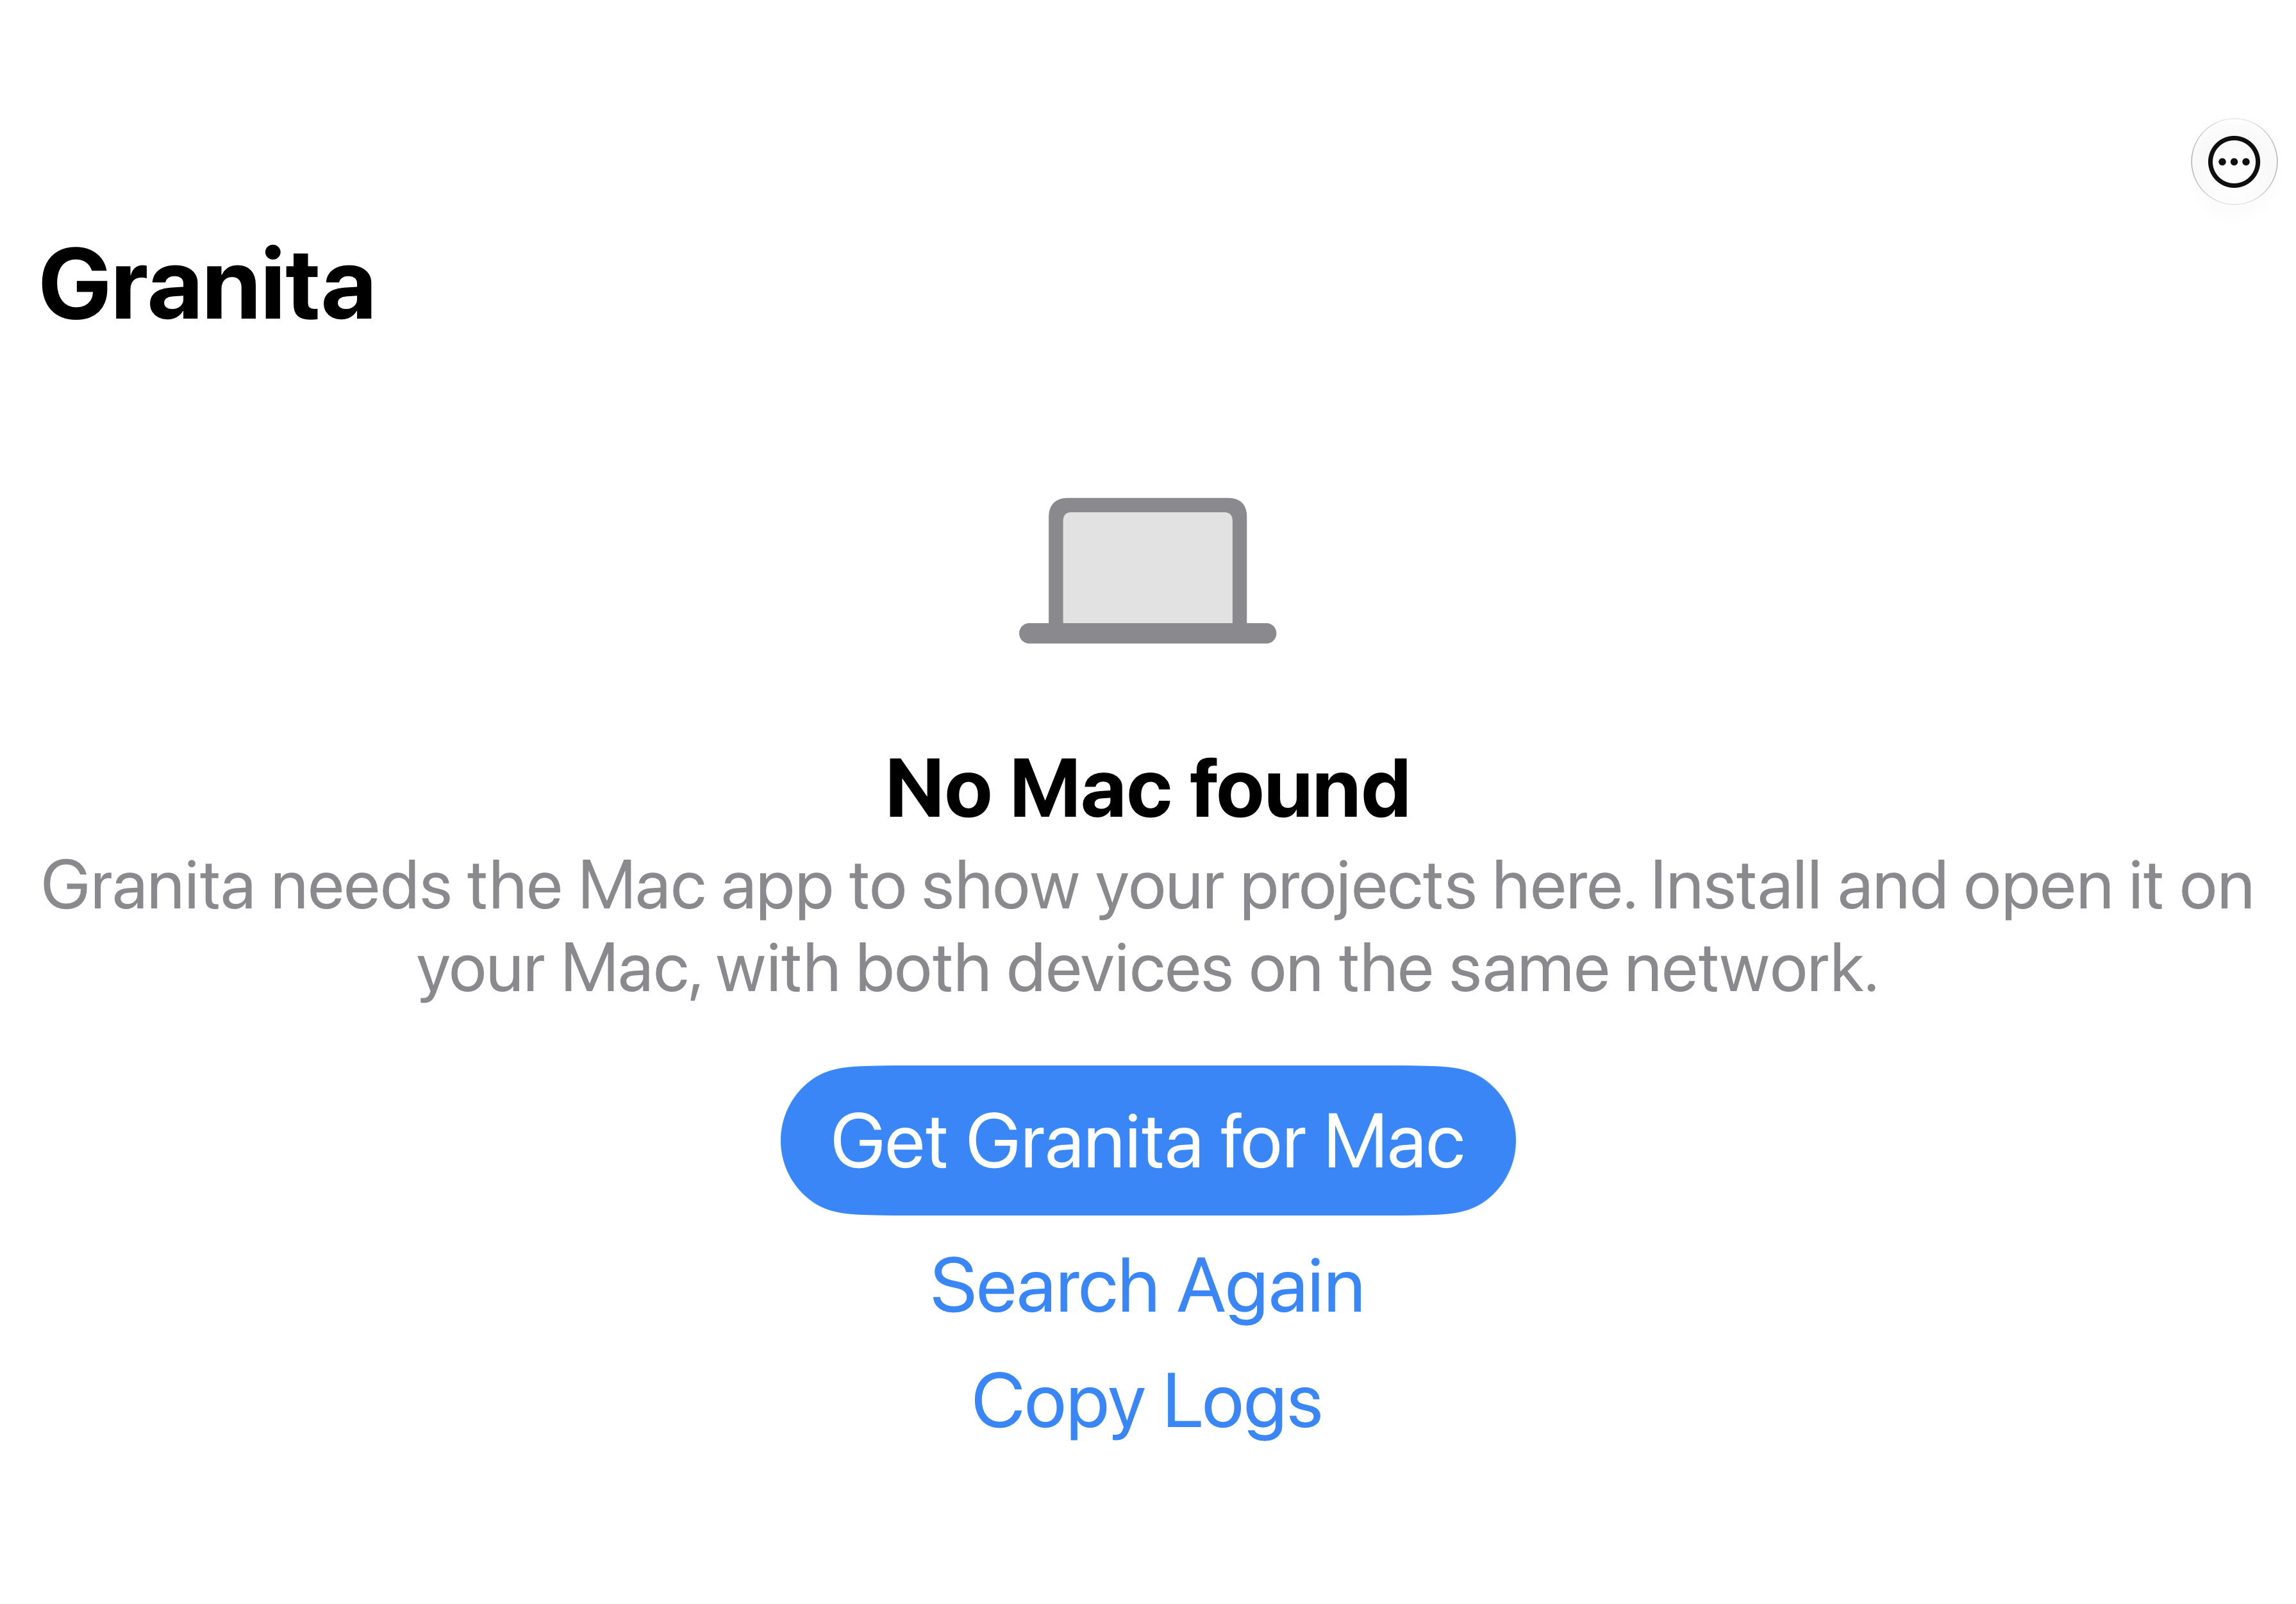 Granita
No Mac found
Granita needs the Mac app to show your projects here. Install and open it on
your Mac, with both devices on the same network.
Get Granita for Mac
Search Again
Copy Logs